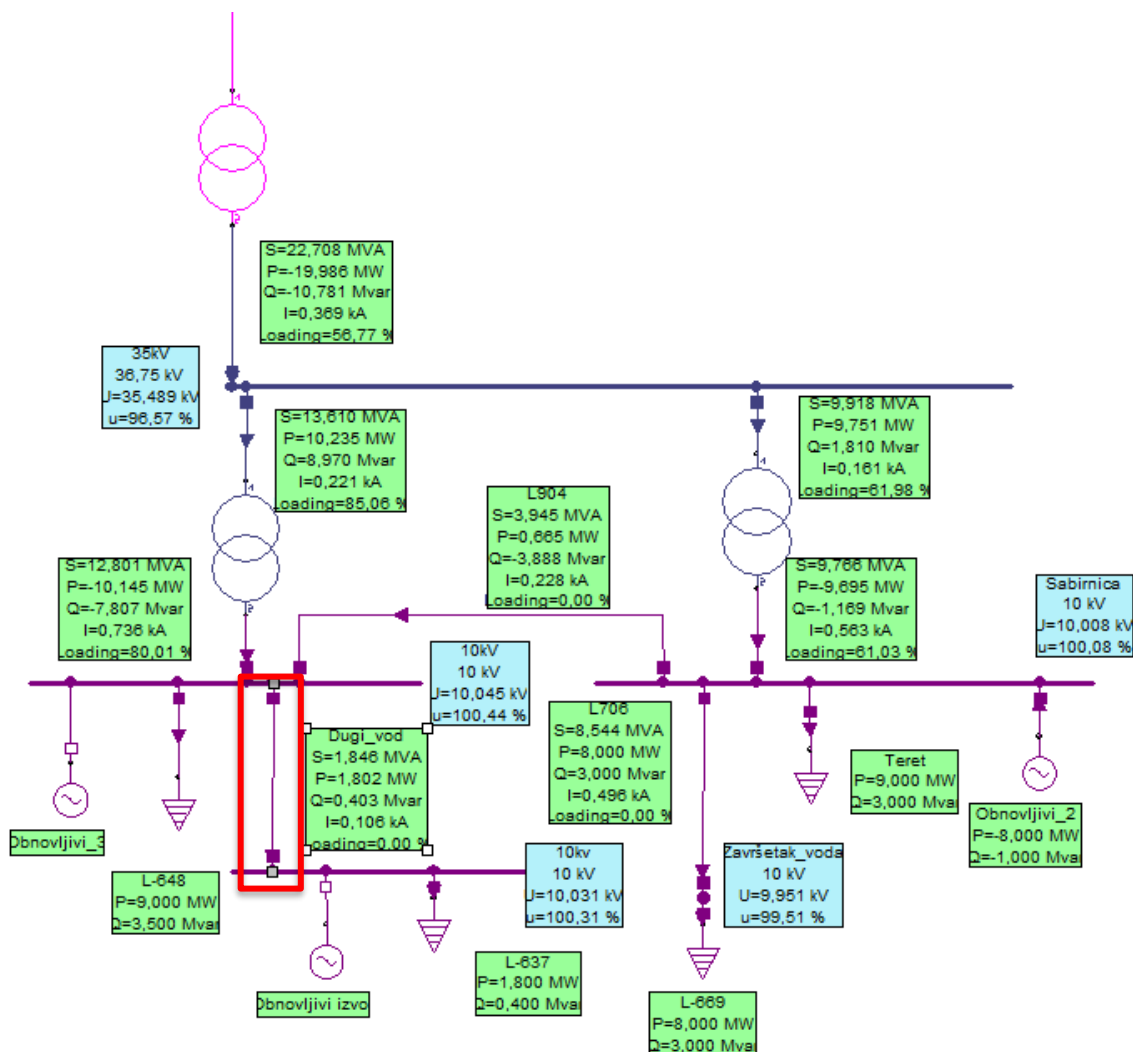 S=22,708 MVA
P=-19,986 MW
Q=-10,781 Mvar
I=0,369 kA
Loading=56,77 %
35kV
36,75 kV
U=35,489 kV
u=96,57 %
S=13,610 MVA
P=10,235 MW
Q=8,970 Mvar
I=0,221 kA
Loading=85,06 %
S=9,918 MVA
P=9,751 MW
Q=1,810 Mvar
I=0,161 kA
Loading=61,98 %
L904
S=3,945 MVA
P=0,665 MW
Q=-3,888 Mvar
I=0,228 kA
Loading=0,00 %
S=12,801 MVA
P=-10,145 MW
Q=-7,807 Mvar
I=0,736 kA
Loading=80,01 %
S=9,766 MVA
P=-9,695 MW
Q=-1,169 Mvar
I=0,563 kA
Loading=61,03 %
Sabirnica
10 kV
U=10,008 kV
u=100,08 %
10kV
10 kV
U=10,045 kV
u=100,44 %
Dugi_vod
S=1,846 MVA
P=1,802 MW
Q=0,403 Mvar
I=0,106 kA
Loading=0,00 %
L706
S=8,544 MVA
P=8,000 MW
Q=3,000 Mvar
I=0,496 kA
Loading=0,00 %
Teret
P=9,000 MW
Q=3,000 Mvar
Obnovljivi_2
P=-8,000 MW
Q=-1,000 Mvar
Obnovljivi_3
L-648
P=9,000 MW
Q=3,500 Mvar
10kv
10 kV
U=10,031 kV
u=100,31 %
Završetak_voda
10 kV
U=9,951 kV
u=99,51 %
L-637
P=1,800 MW
Q=0,400 Mvar
Obnovljivi izvo
L-669
P=8,000 MW
Q=3,000 Mvar